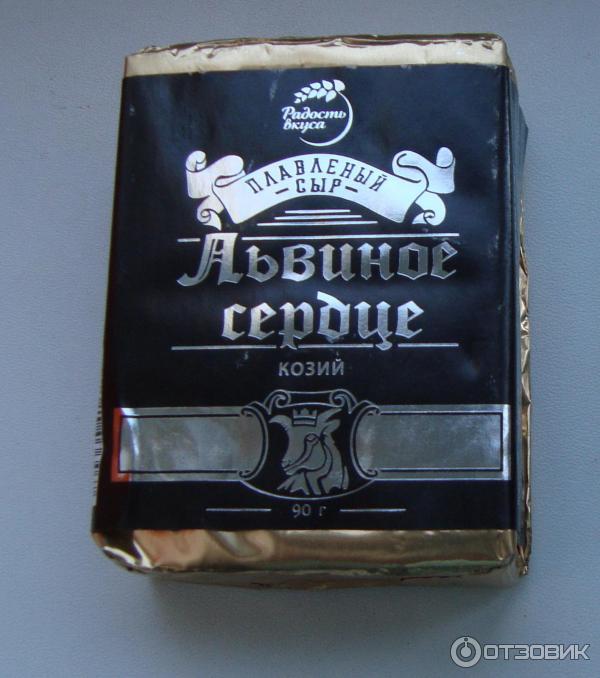 Радость
вкуса
ПЛАВЛЕНЫЙ
СЫР
Львиное
сердце
КОЗИЙ
90 г
ОТЗОВИК